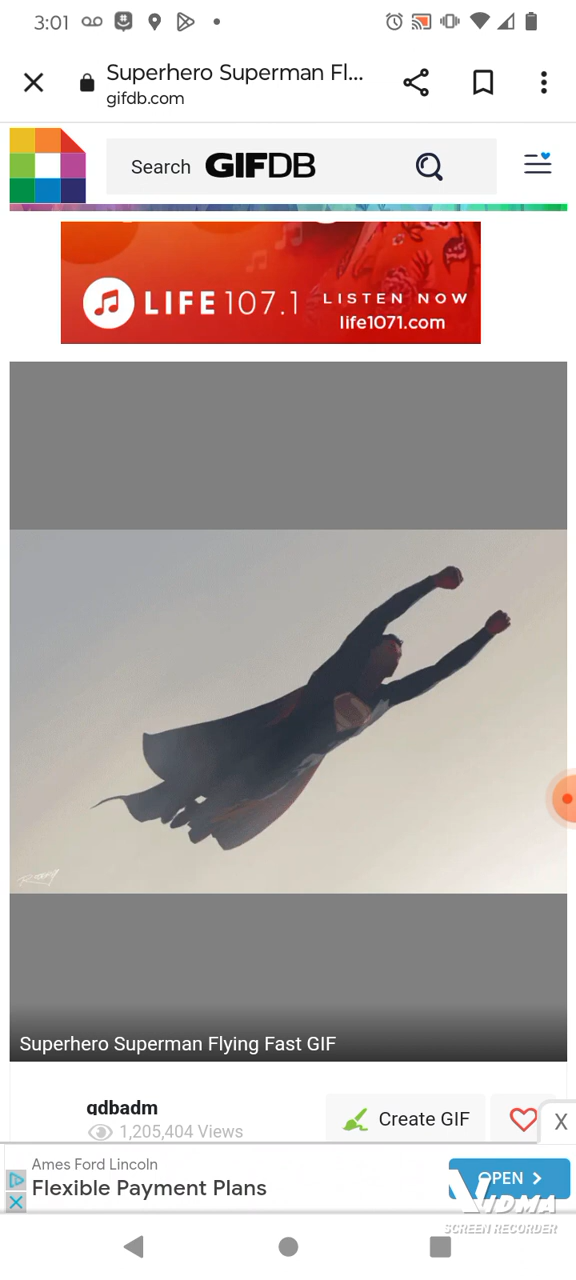 3:01
Superhero Superman Fl...
gifdb.com
Search GIFDB
LIFE 107.1 LISTEN NOW
life1071.com
Superhero Superman Flying Fast GIF
gdbadm
1,205,404 Views
Create GIF
X
Ames Ford Lincoln
Flexible Payment Plans
OPEN >
VIDMA
SCREEN RECORDER